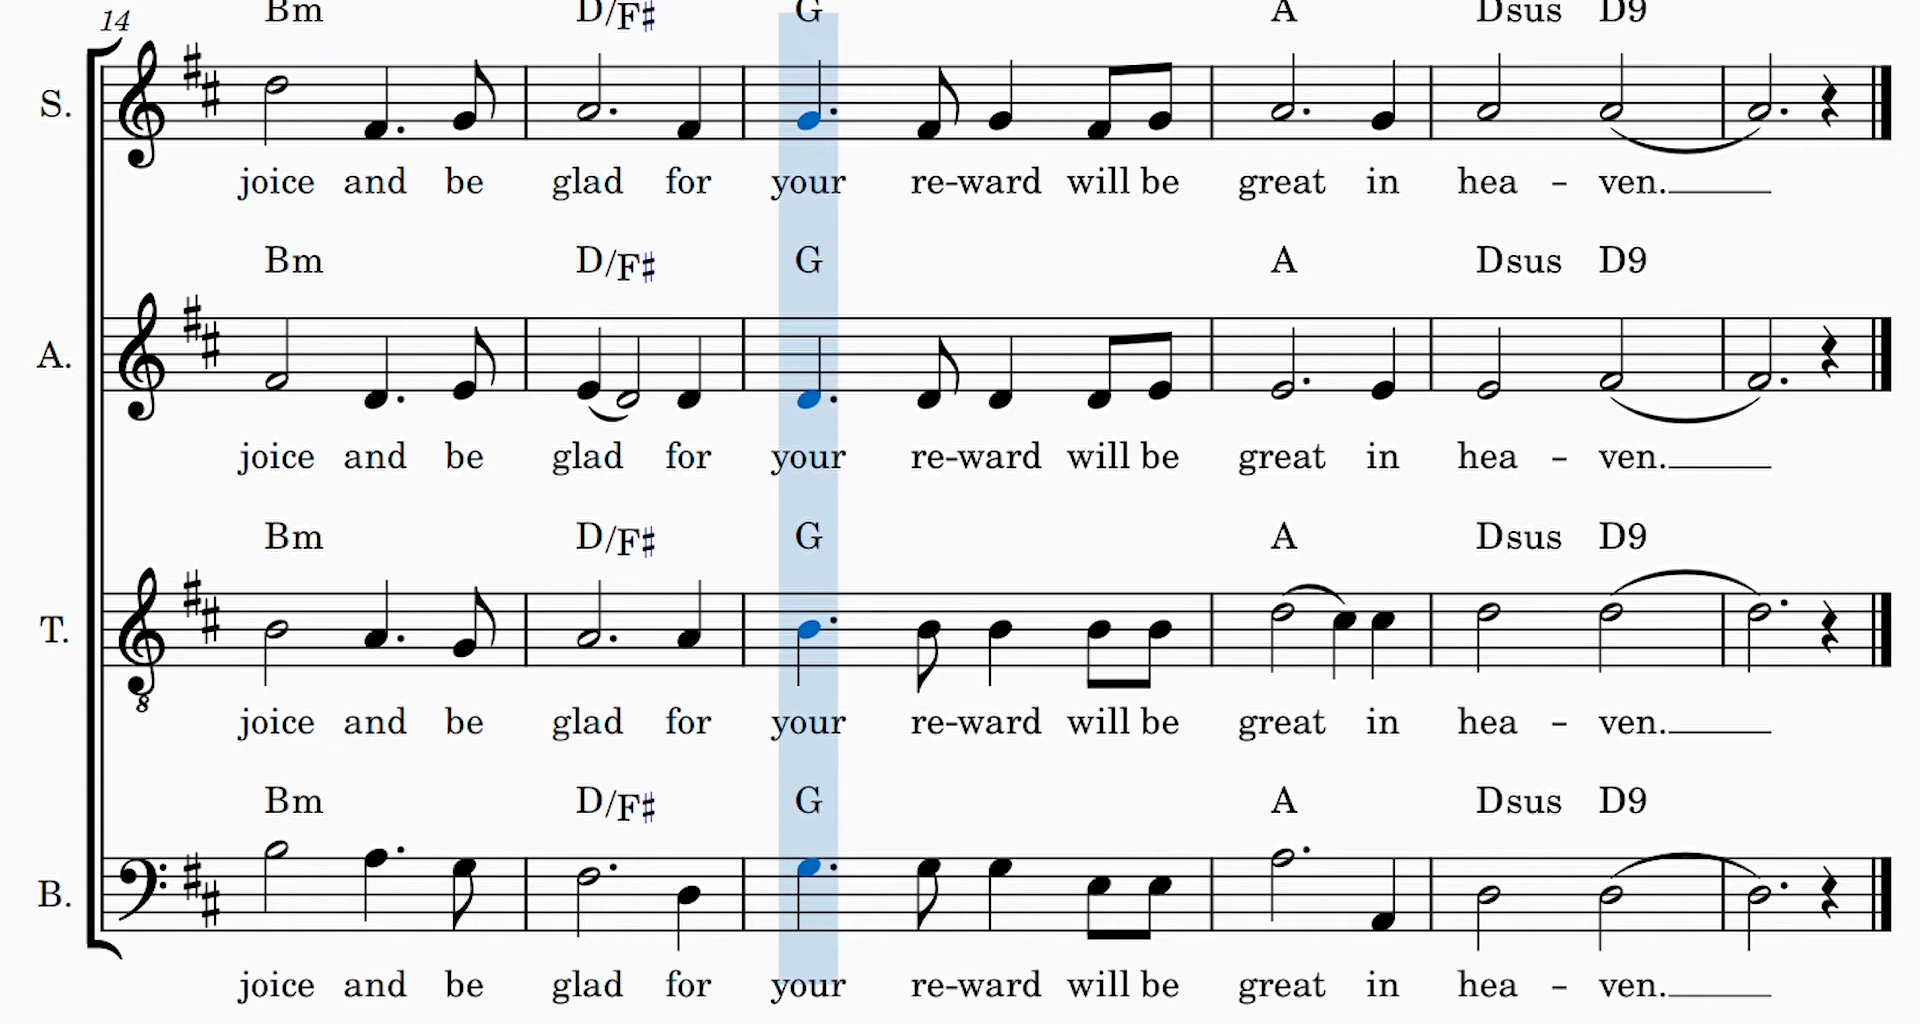 14 Bm D/F♯ G A Dsus D9
S.
joice and be glad for your re-ward will be great in hea - ven.
Bm D/F♯ G A Dsus D9
A.
joice and be glad for your re-ward will be great in hea - ven.
Bm D/F♯ G A Dsus D9
T.
8
joice and be glad for your re-ward will be great in hea - ven.
Bm D/F♯ G A Dsus D9
B.
joice and be glad for your re-ward will be great in hea - ven.